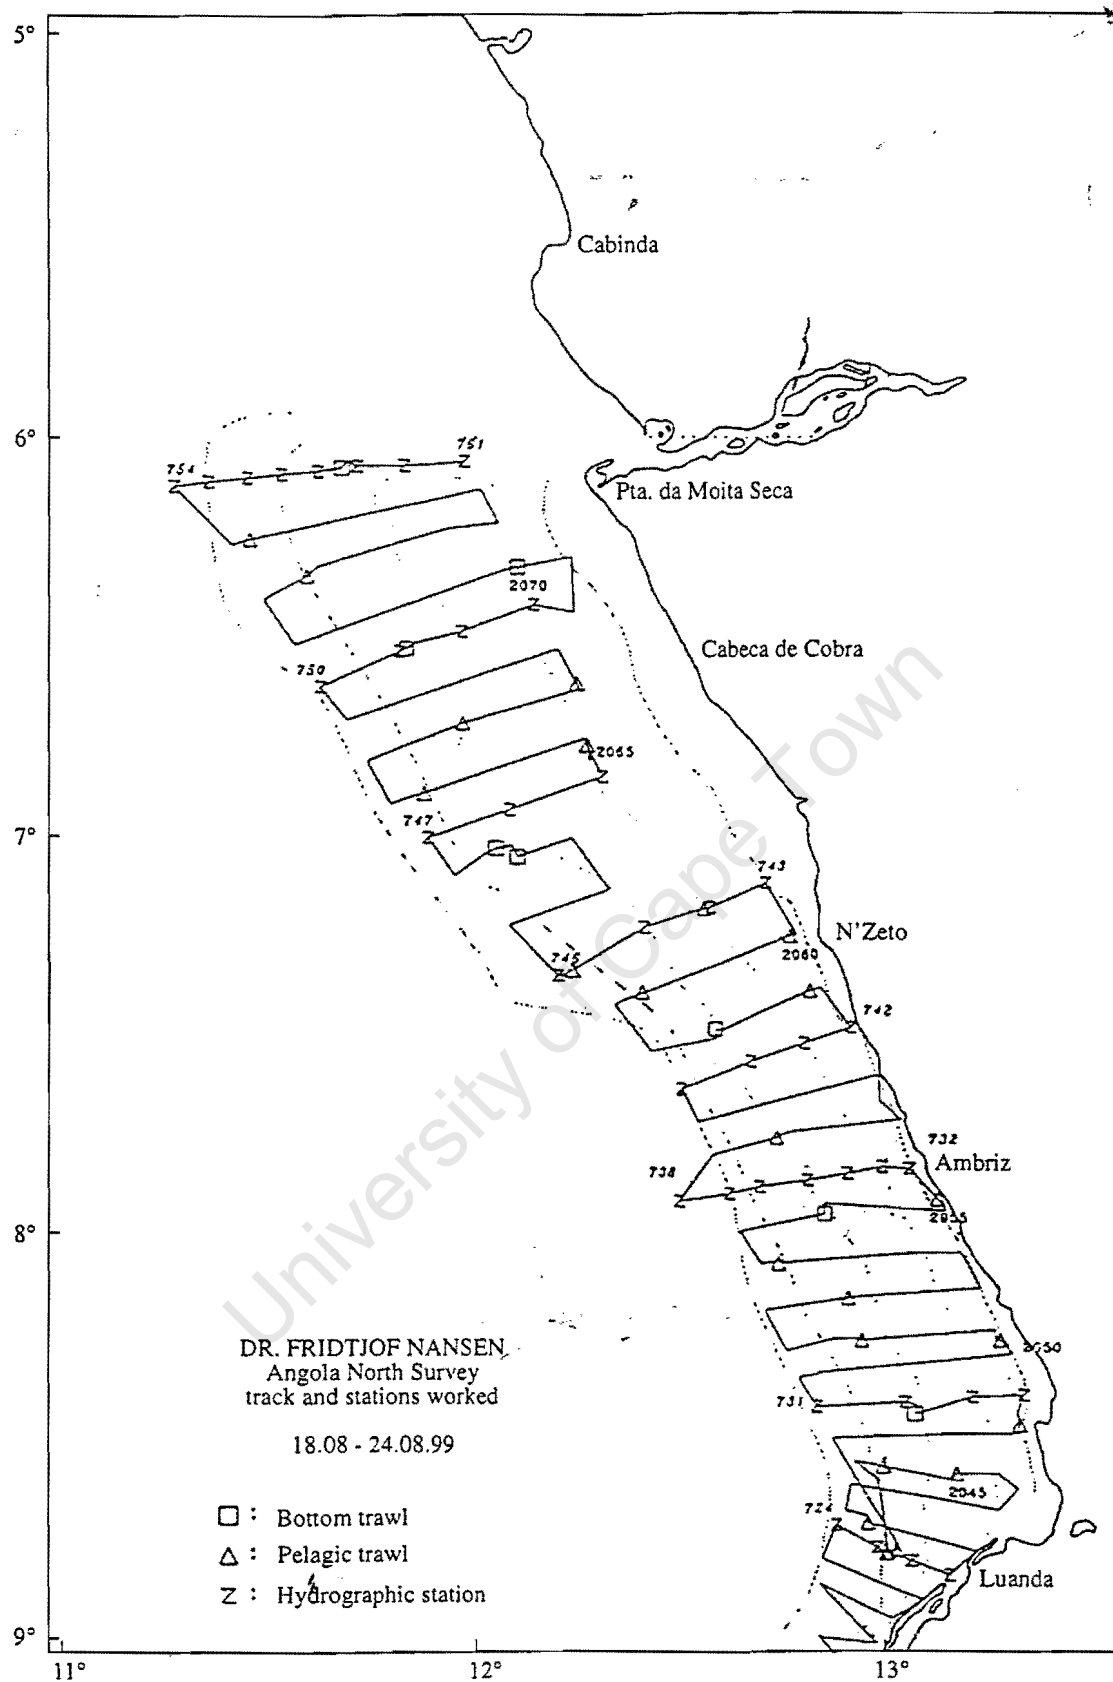 5°
Cabinda
6°
754
751
Pta. da Moita Seca
2070
Cabeca de Cobra
750
2065
747
7°
743
N'Zeto
745
2060
742
732
Ambriz
738
2055
8°
DR. FRIDTJOF NANSEN
Angola North Survey
track and stations worked
18.08 - 24.08.99
2050
731
2045
724
□ : Bottom trawl
△ : Pelagic trawl
Z : Hydrographic station
Luanda
9°
11°
12°
13°
University of Cape Town